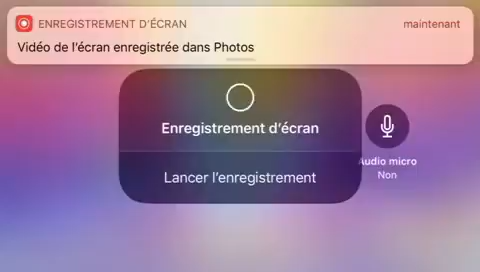 ENREGISTREMENT D'ÉCRAN
maintenant
Vidéo de l'écran enregistrée dans Photos
Enregistrement d'écran
Lancer l'enregistrement
Audio micro
Non